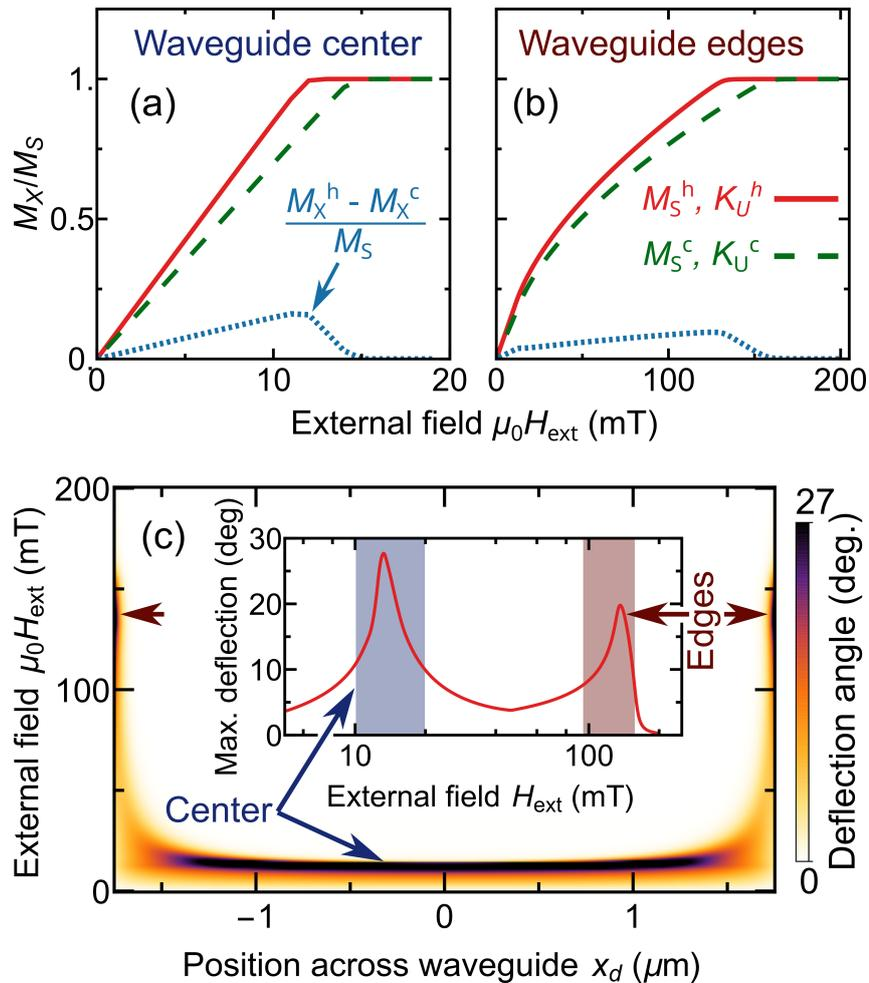 Waveguide center
Waveguide edges
(a)
(b)
M_X/M_S
1.
0.5
0
0
10
20
0
100
200
M_X^h - M_X^c
M_S
M_S^h, K_U^h
M_S^c, K_U^c
External field μ₀H_ext (mT)
(c)
200
100
0
External field μ₀H_ext (mT)
Max. deflection (deg)
30
20
10
0
10
100
External field H_ext (mT)
Edges
Center
27
0
Deflection angle (deg.)
−1
0
1
Position across waveguide x_d (μm)